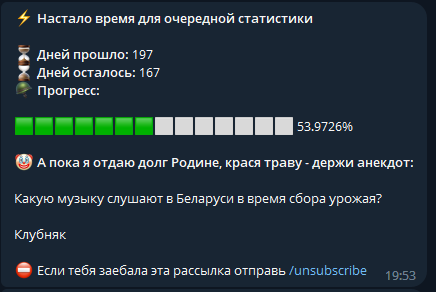 ⚡ Настало время для очередной статистики
⏳ Дней прошло: 197
⏳ Дней осталось: 167
🪖 Прогресс:
🟩🟩🟩🟩🟩🟩🟩⬜⬜⬜⬜⬜⬜⬜ 53.9726%
🤡 А пока я отдаю долг Родине, крася траву - держи анекдот:
Какую музыку слушают в Беларуси в время сбора урожая?
Клубняк
⛔ Если тебя заебала эта рассылка отправь /unsubscribe
19:53